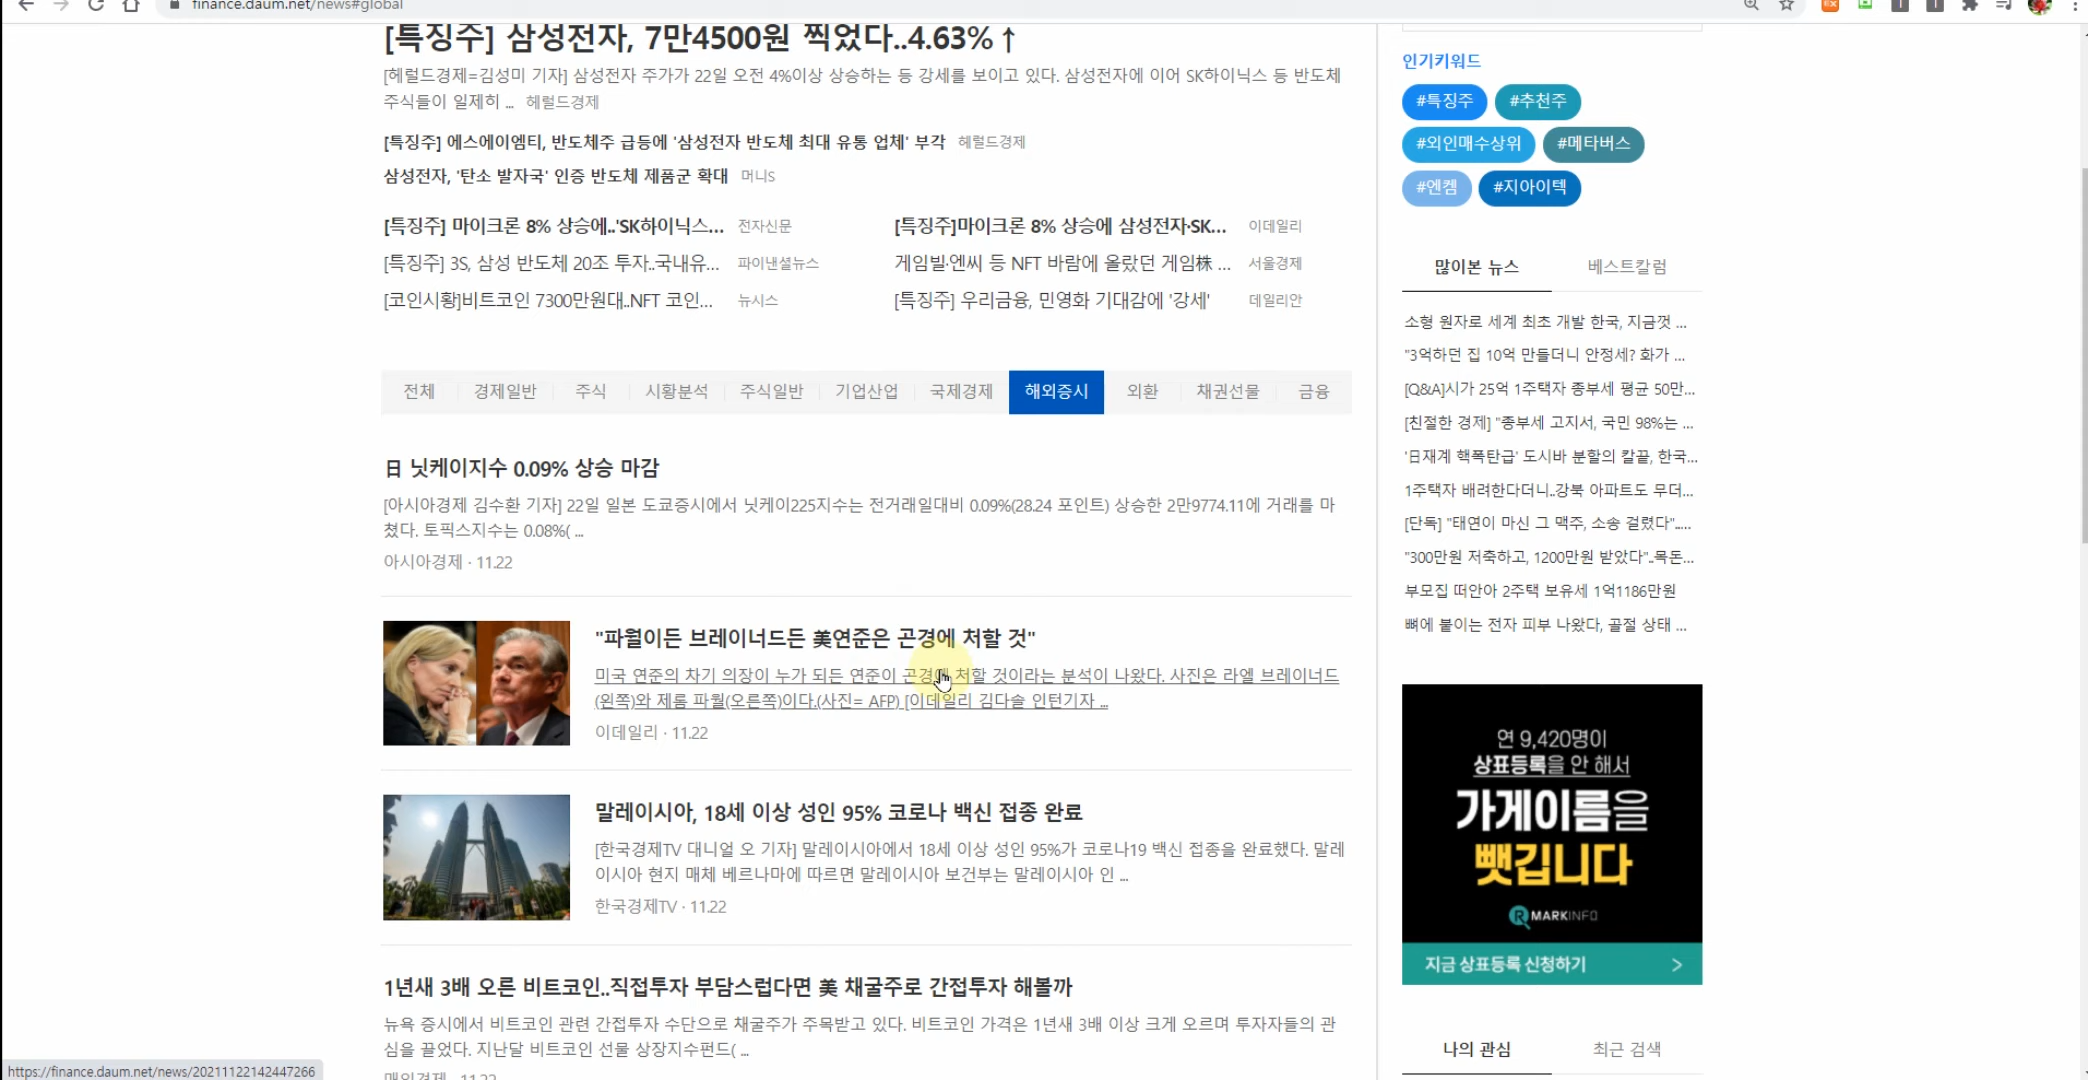 finance.daum.net/news#global
[특징주] 삼성전자, 7만4500원 찍었다..4.63%↑
[헤럴드경제=김성미 기자] 삼성전자 주가가 22일 오전 4%이상 상승하는 등 강세를 보이고 있다. 삼성전자에 이어 SK하이닉스 등 반도체
주식들이 일제히 ... 헤럴드경제
[특징주] 에스에이엠티, 반도체주 급등에 '삼성전자 반도체 최대 유통 업체' 부각 헤럴드경제
삼성전자, '탄소 발자국' 인증 반도체 제품군 확대 머니S
[특징주] 마이크론 8% 상승에..'SK하이닉스... 전자신문
[특징주]마이크론 8% 상승에 삼성전자·SK... 이데일리
[특징주] 3S, 삼성 반도체 20조 투자..국내유... 파이낸셜뉴스
게임빌·엔씨 등 NFT 바람에 올랐던 게임株 ... 서울경제
[코인시황]비트코인 7300만원대..NFT 코인... 뉴시스
[특징주] 우리금융, 민영화 기대감에 '강세' 데일리안
전체 경제일반 주식 시황분석 주식일반 기업산업 국제경제 해외증시 외환 채권선물 금융
日 닛케이지수 0.09% 상승 마감
[아시아경제 김수환 기자] 22일 일본 도쿄증시에서 닛케이225지수는 전거래일대비 0.09%(28.24 포인트) 상승한 2만9774.11에 거래를 마
쳤다. 토픽스지수는 0.08%( ...
아시아경제 · 11.22
"파월이든 브레이너드든 美연준은 곤경에 처할 것"
미국 연준의 차기 의장이 누가 되든 연준이 곤경에 처할 것이라는 분석이 나왔다. 사진은 라엘 브레이너드
(왼쪽)와 제롬 파월(오른쪽)이다.(사진= AFP) [이데일리 김다솔 인턴기자 ...
이데일리 · 11.22
말레이시아, 18세 이상 성인 95% 코로나 백신 접종 완료
[한국경제TV 대니얼 오 기자] 말레이시아에서 18세 이상 성인 95%가 코로나19 백신 접종을 완료했다. 말레
이시아 현지 매체 베르나마에 따르면 말레이시아 보건부는 말레이시아 인 ...
한국경제TV · 11.22
1년새 3배 오른 비트코인..직접투자 부담스럽다면 美 채굴주로 간접투자 해볼까
뉴욕 증시에서 비트코인 관련 간접투자 수단으로 채굴주가 주목받고 있다. 비트코인 가격은 1년새 3배 이상 크게 오르며 투자자들의 관
심을 끌었다. 지난달 비트코인 선물 상장지수펀드( ...
매일경제 · 11.22
인기키워드
#특징주 #추천주
#외인매수상위 #메타버스
#엔켐 #지아이텍
많이본 뉴스 베스트칼럼
소형 원자로 세계 최초 개발 한국, 지금껏 ...
"3억하던 집 10억 만들더니 안정세? 화가 ...
[Q&A]시가 25억 1주택자 종부세 평균 50만...
[친절한 경제] "종부세 고지서, 국민 98%는 ...
'日재계 핵폭탄급' 도시바 분할의 칼끝, 한국...
1주택자 배려한다더니..강북 아파트도 무더...
[단독] "태연이 마신 그 맥주, 소송 걸렸다".....
"300만원 저축하고, 1200만원 받았다"..목돈...
부모집 떠안아 2주택 보유세 1억1186만원
뼈에 붙이는 전자 피부 나왔다, 골절 상태 ...
연 9,420명이
상표등록을 안 해서
가게이름을
뺏깁니다
MARKINFO
지금 상표등록 신청하기 >
나의 관심 최근 검색
https://finance.daum.net/news/20211122142447266